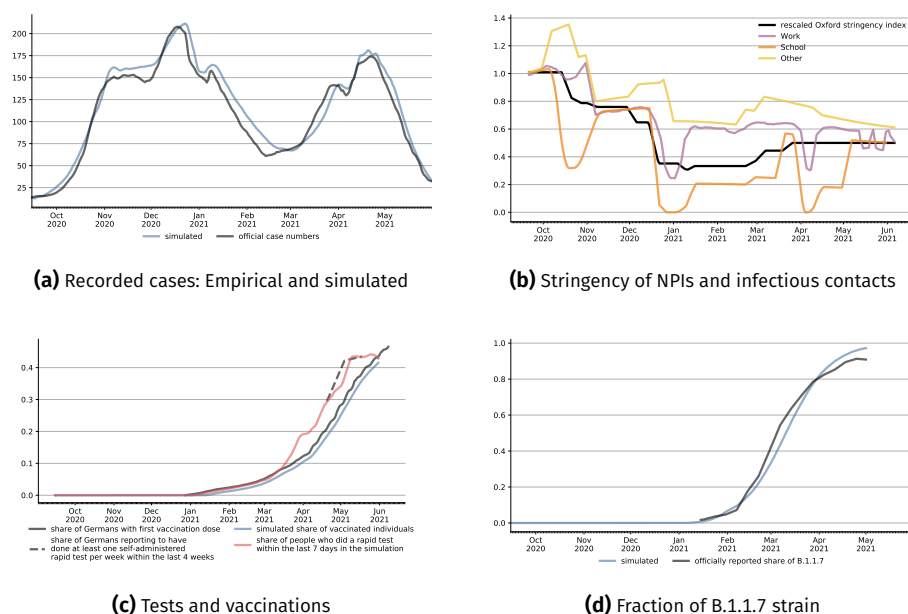 200
175
150
125
100
75
50
25
Oct
2020
Nov
2020
Dec
2020
Jan
2021
Feb
2021
Mar
2021
Apr
2021
May
2021
simulated
official case numbers
(a) Recorded cases: Empirical and simulated
1.4
1.2
1.0
0.8
0.6
0.4
0.2
0.0
rescaled Oxford stringency index
Work
School
Other
Oct
2020
Nov
2020
Dec
2020
Jan
2021
Feb
2021
Mar
2021
Apr
2021
May
2021
Jun
2021
(b) Stringency of NPIs and infectious contacts
0.4
0.3
0.2
0.1
0.0
Oct
2020
Nov
2020
Dec
2020
Jan
2021
Feb
2021
Mar
2021
Apr
2021
May
2021
Jun
2021
share of Germans with first vaccination dose
share of Germans reporting to have
done at least one self-administered
rapid test per week within the last 4 weeks
simulated share of vaccinated individuals
share of people who did a rapid test
within the last 7 days in the simulation
(c) Tests and vaccinations
1.0
0.8
0.6
0.4
0.2
0.0
Oct
2020
Nov
2020
Dec
2020
Jan
2021
Feb
2021
Mar
2021
Apr
2021
May
2021
simulated
officially reported share of B.1.1.7
(d) Fraction of B.1.1.7 strain